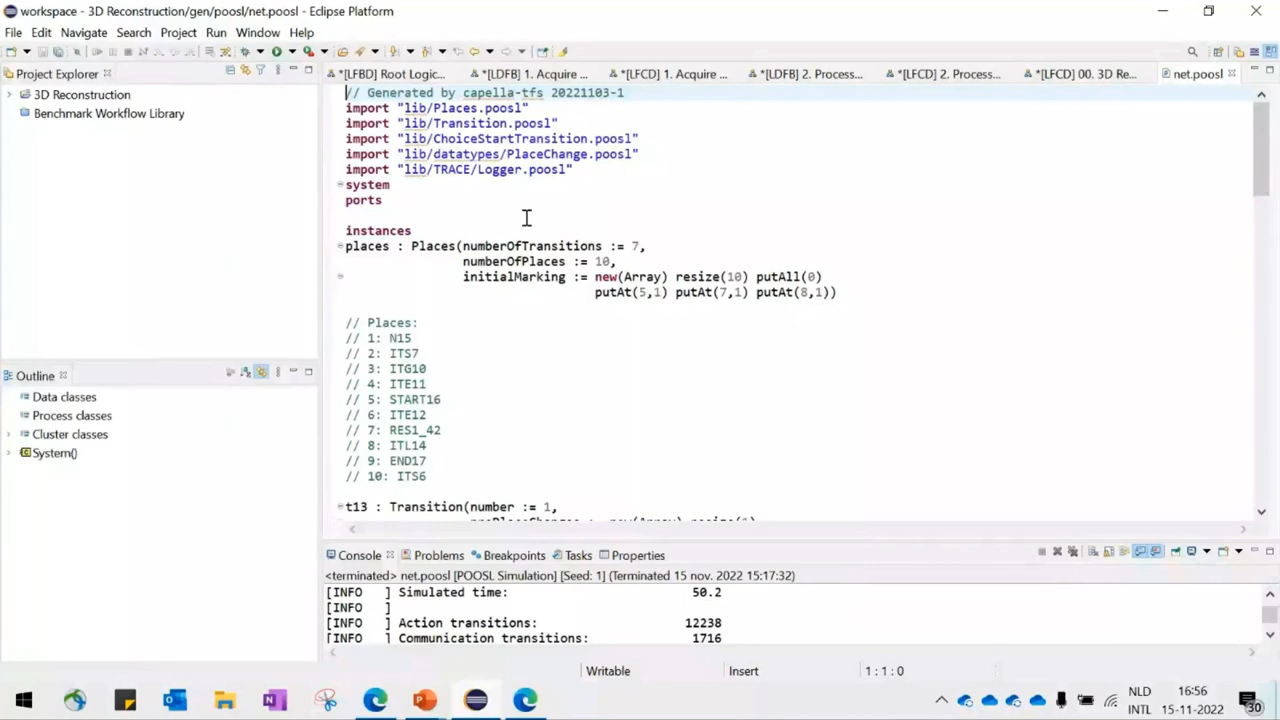 workspace - 3D Reconstruction/gen/poosl/net.poosl - Eclipse Platform
File Edit Navigate Search Project Run Window Help
Project Explorer
*[LFBD] Root Logic... *[LDFB] 1. Acquire ... *[LFCD] 1. Acquire ... *[LDFB] 2. Process... *[LFCD] 2. Process... *[LFCD] 00. 3D Re... net.poosl
3D Reconstruction
Benchmark Workflow Library
// Generated by capella-tfs 20221103-1
import "lib/Places.poosl"
import "lib/Transition.poosl"
import "lib/ChoiceStartTransition.poosl"
import "lib/datatypes/PlaceChange.poosl"
import "lib/TRACE/Logger.poosl"
system
ports
instances
places : Places(numberOfTransitions := 7,
numberOfPlaces := 10,
initialMarking := new(Array) resize(10) putAll(0)
putAt(5,1) putAt(7,1) putAt(8,1))
// Places:
// 1: N15
// 2: ITS7
// 3: ITG10
// 4: ITE11
// 5: START16
// 6: ITE12
// 7: RES1_42
// 8: ITL14
// 9: END17
// 10: ITS6
t13 : Transition(number := 1,
Outline
Data classes
Process classes
Cluster classes
System()
Console Problems Breakpoints Tasks Properties
<terminated> net.poosl [POOSL Simulation] [Seed: 1] (Terminated 15 nov. 2022 15:17:32)
[INFO ] Simulated time: 50.2
[INFO ]
[INFO ] Action transitions: 12238
[INFO ] Communication transitions: 1716
Writable Insert 1 : 1 : 0
NLD 16:56
INTL 15-11-2022 30